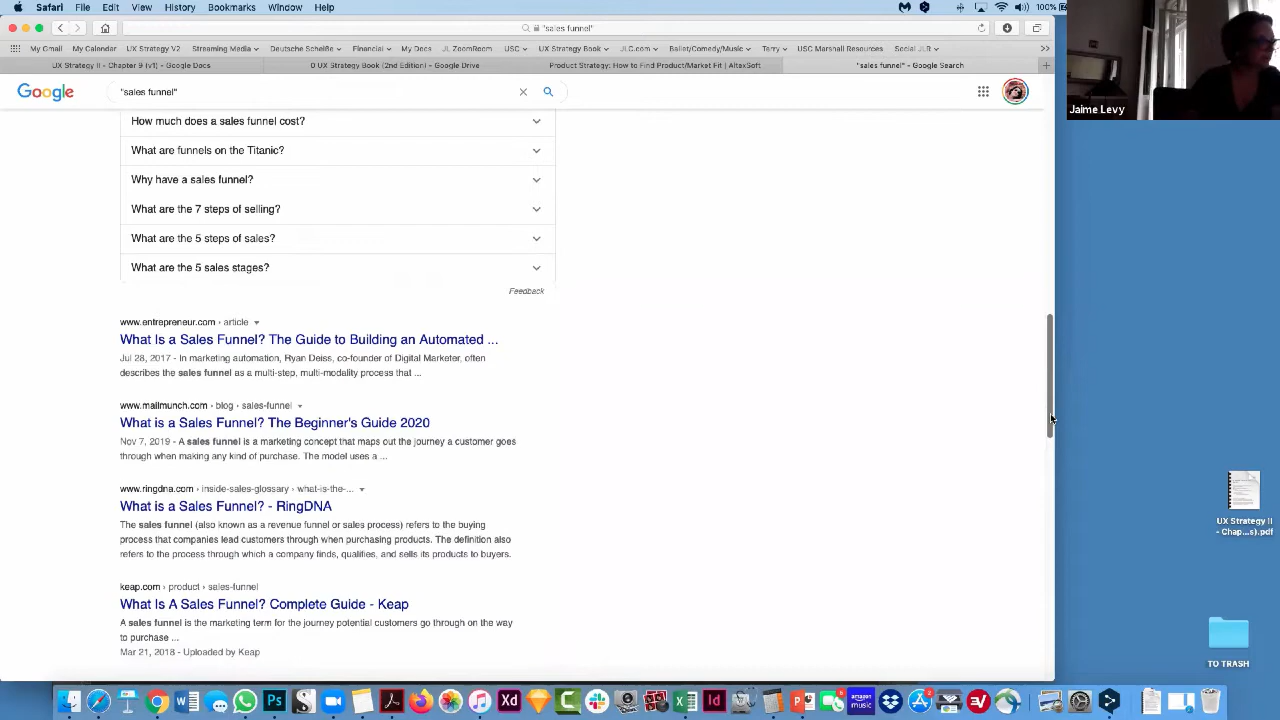 Safari File Edit View History Bookmarks Window Help 100%
"sales funnel"
My Gmail My Calendar UX Strategy V2 Streaming Media Deutsche Scheiße Financial My Docs JL ZoomRoom USC UX Strategy Book JLC.com Ballet/Comedy/Music Terry USC Marshall Resources Social JLR
UX Strategy II - Chapter 9 (v1) - Google Docs 0 UX Strategy Book (2nd Edition) - Google Drive Product Strategy: How to Find Product/Market Fit | AltexSoft "sales funnel" - Google Search
Jaime Levy
Google "sales funnel"
How much does a sales funnel cost?
What are funnels on the Titanic?
Why have a sales funnel?
What are the 7 steps of selling?
What are the 5 steps of sales?
What are the 5 sales stages?
Feedback
www.entrepreneur.com › article
What Is a Sales Funnel? The Guide to Building an Automated ...
Jul 28, 2017 - In marketing automation, Ryan Deiss, co-founder of Digital Marketer, often
describes the sales funnel as a multi-step, multi-modality process that ...
www.mailmunch.com › blog › sales-funnel
What is a Sales Funnel? The Beginner's Guide 2020
Nov 7, 2019 - A sales funnel is a marketing concept that maps out the journey a customer goes
through when making any kind of purchase. The model uses a ...
www.ringdna.com › inside-sales-glossary › what-is-the-...
What is a Sales Funnel? - RingDNA
The sales funnel (also known as a revenue funnel or sales process) refers to the buying
process that companies lead customers through when purchasing products. The definition also
refers to the process through which a company finds, qualifies, and sells its products to buyers.
keap.com › product › sales-funnel
What Is A Sales Funnel? Complete Guide - Keap
A sales funnel is the marketing term for the journey potential customers go through on the way
to purchase ...
Mar 21, 2018 - Uploaded by Keap
UX Strategy II
- Chap...s).pdf
TO TRASH
Ps
Xd
Id
amazon
music